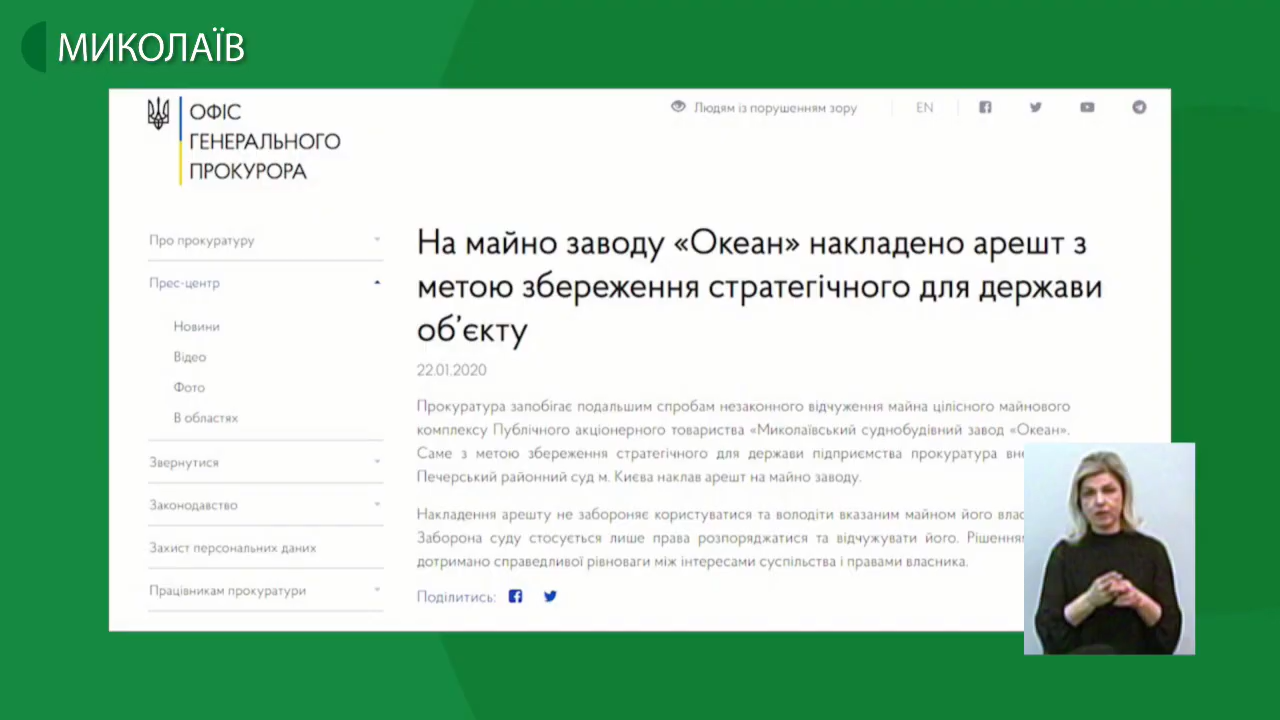 МИКОЛАЇВ
ОФІС
ГЕНЕРАЛЬНОГО
ПРОКУРОРА
Людям із порушенням зору
EN
Про прокуратуру
Прес-центр
Новини
Відео
Фото
В областях
Звернутися
Законодавство
Захист персональних даних
Працівникам прокуратури
На майно заводу «Океан» накладено арешт з
метою збереження стратегічного для держави
об’єкту
22.01.2020
Прокуратура запобігає подальшим спробам незаконного відчуження майна цілісного майнового
комплексу Публічного акціонерного товариства «Миколаївський суднобудівний завод «Океан».
Саме з метою збереження стратегічного для держави підприємства прокуратура
Печерський районний суд м. Києва наклав арешт на майно заводу.
Накладення арешту не забороняє користуватися та володіти вказаним майном його
Заборона суду стосується лише права розпоряджатися та відчужувати його.
дотримано справедливої рівноваги між інтересами суспільства і правами власника.
Поділитись: